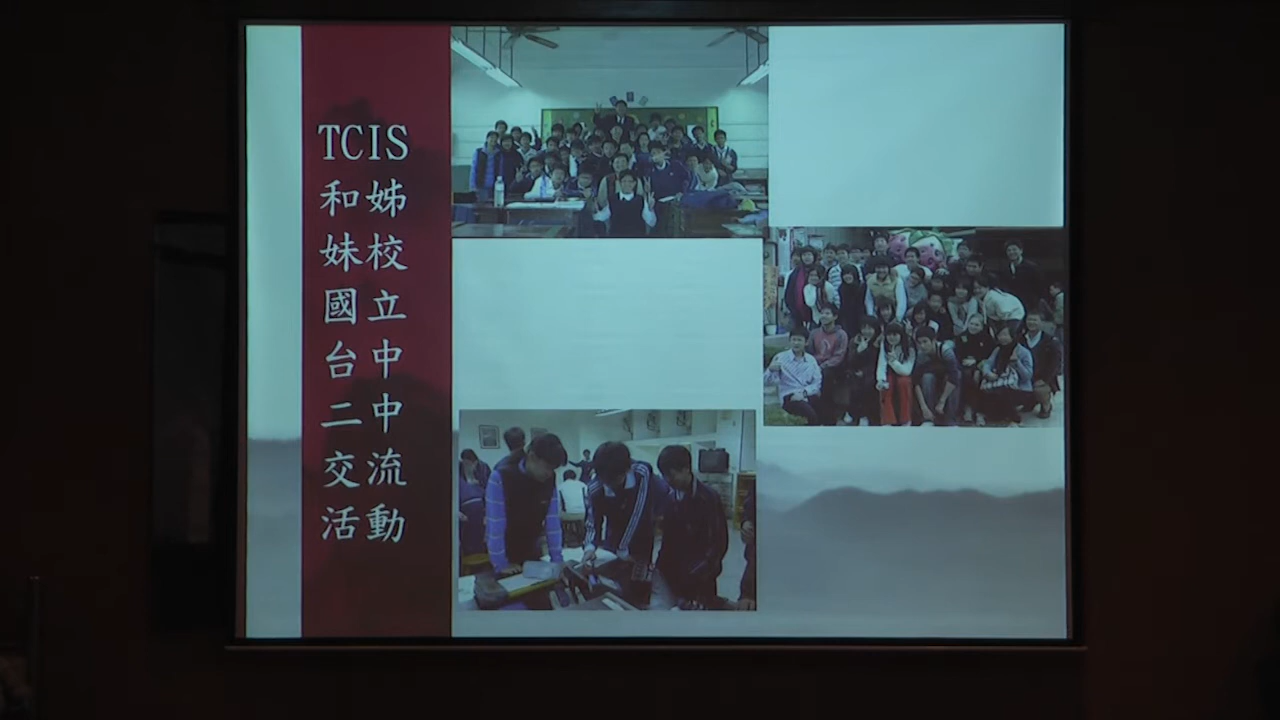 TCIS
和姊
妹校
國立
台中
二中
交流
活動